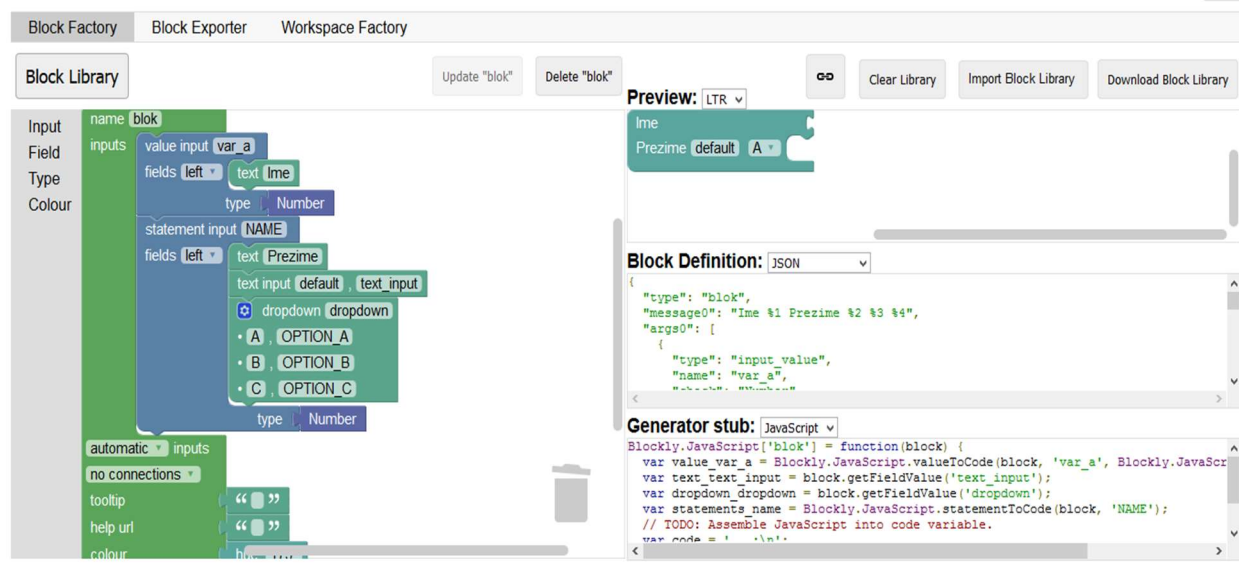 Block Factory Block Exporter Workspace Factory
Block Library Update "blok" Delete "blok" Clear Library Import Block Library Download Block Library
Input
Field
Type
Colour
name blok
inputs value input var_a
fields left text Ime
type Number
statement input NAME
fields left text Prezime
text input default , text_input
dropdown dropdown
• A , OPTION_A
• B , OPTION_B
• C , OPTION_C
type Number
automatic inputs
no connections
tooltip “ ”
help url “ ”
colour
Preview: LTR
Ime
Prezime default A
Block Definition: JSON
{
"type": "blok",
"message0": "Ime %1 Prezime %2 %3 %4",
"args0": [
{
"type": "input_value",
"name": "var_a",
Generator stub: JavaScript
Blockly.JavaScript['blok'] = function(block) {
var value_var_a = Blockly.JavaScript.valueToCode(block, 'var_a', Blockly.JavaScr
var text_text_input = block.getFieldValue('text_input');
var dropdown_dropdown = block.getFieldValue('dropdown');
var statements_name = Blockly.JavaScript.statementToCode(block, 'NAME');
// TODO: Assemble JavaScript into code variable.